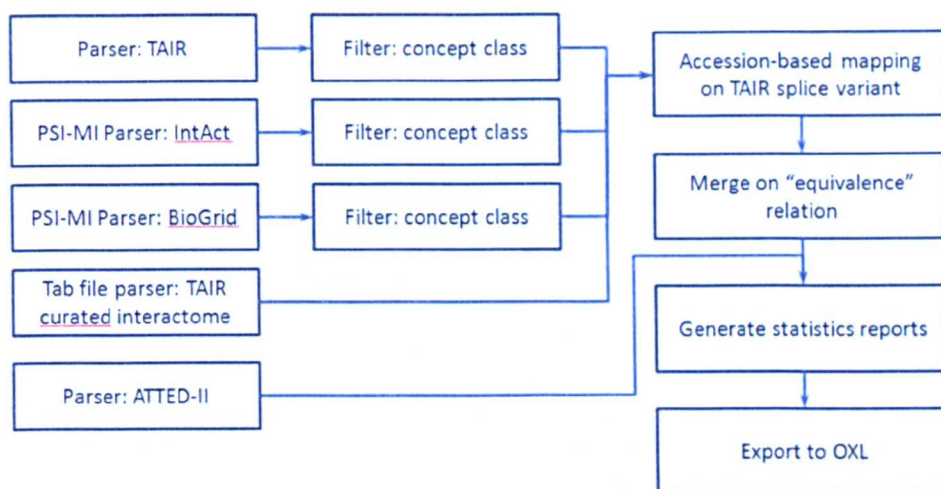 Parser: TAIR
Filter: concept class
PSI-MI Parser: IntAct
Filter: concept class
PSI-MI Parser: BioGrid
Filter: concept class
Tab file parser: TAIR
curated interactome
Parser: ATTED-II
Accession-based mapping
on TAIR splice variant
Merge on “equivalence”
relation
Generate statistics reports
Export to OXL